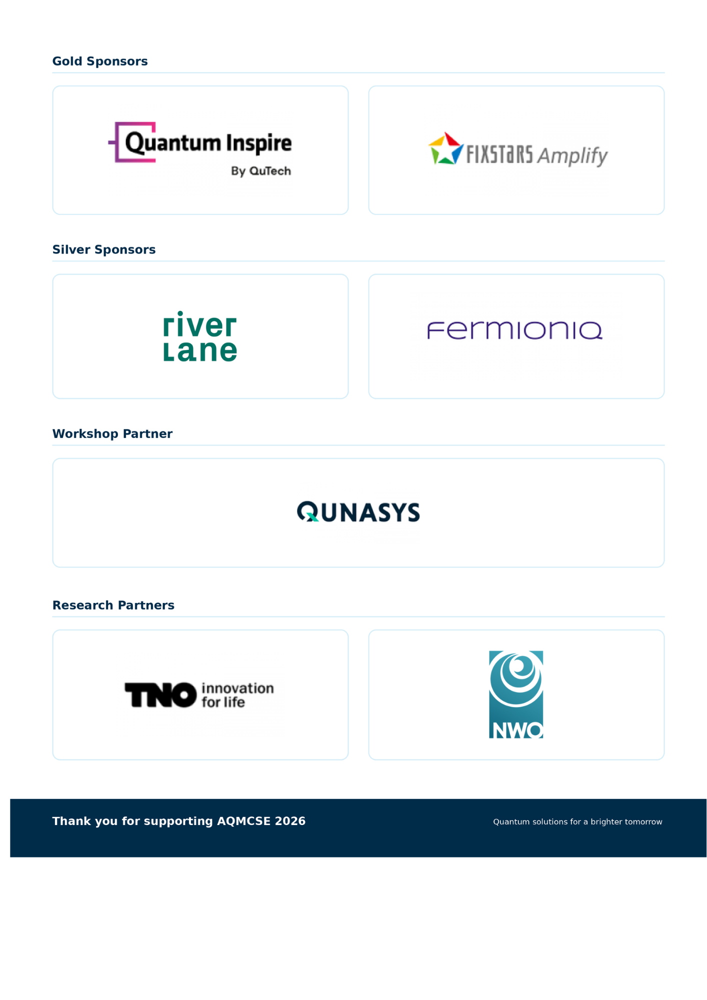 Gold Sponsors
Quantum Inspire
By QuTech
FIXSTARS Amplify
Silver Sponsors
river
Lane
Fermioniq
Workshop Partner
QUNASYS
Research Partners
TNO innovation
for life
NWO
Thank you for supporting AQMCSE 2026
Quantum solutions for a brighter tomorrow